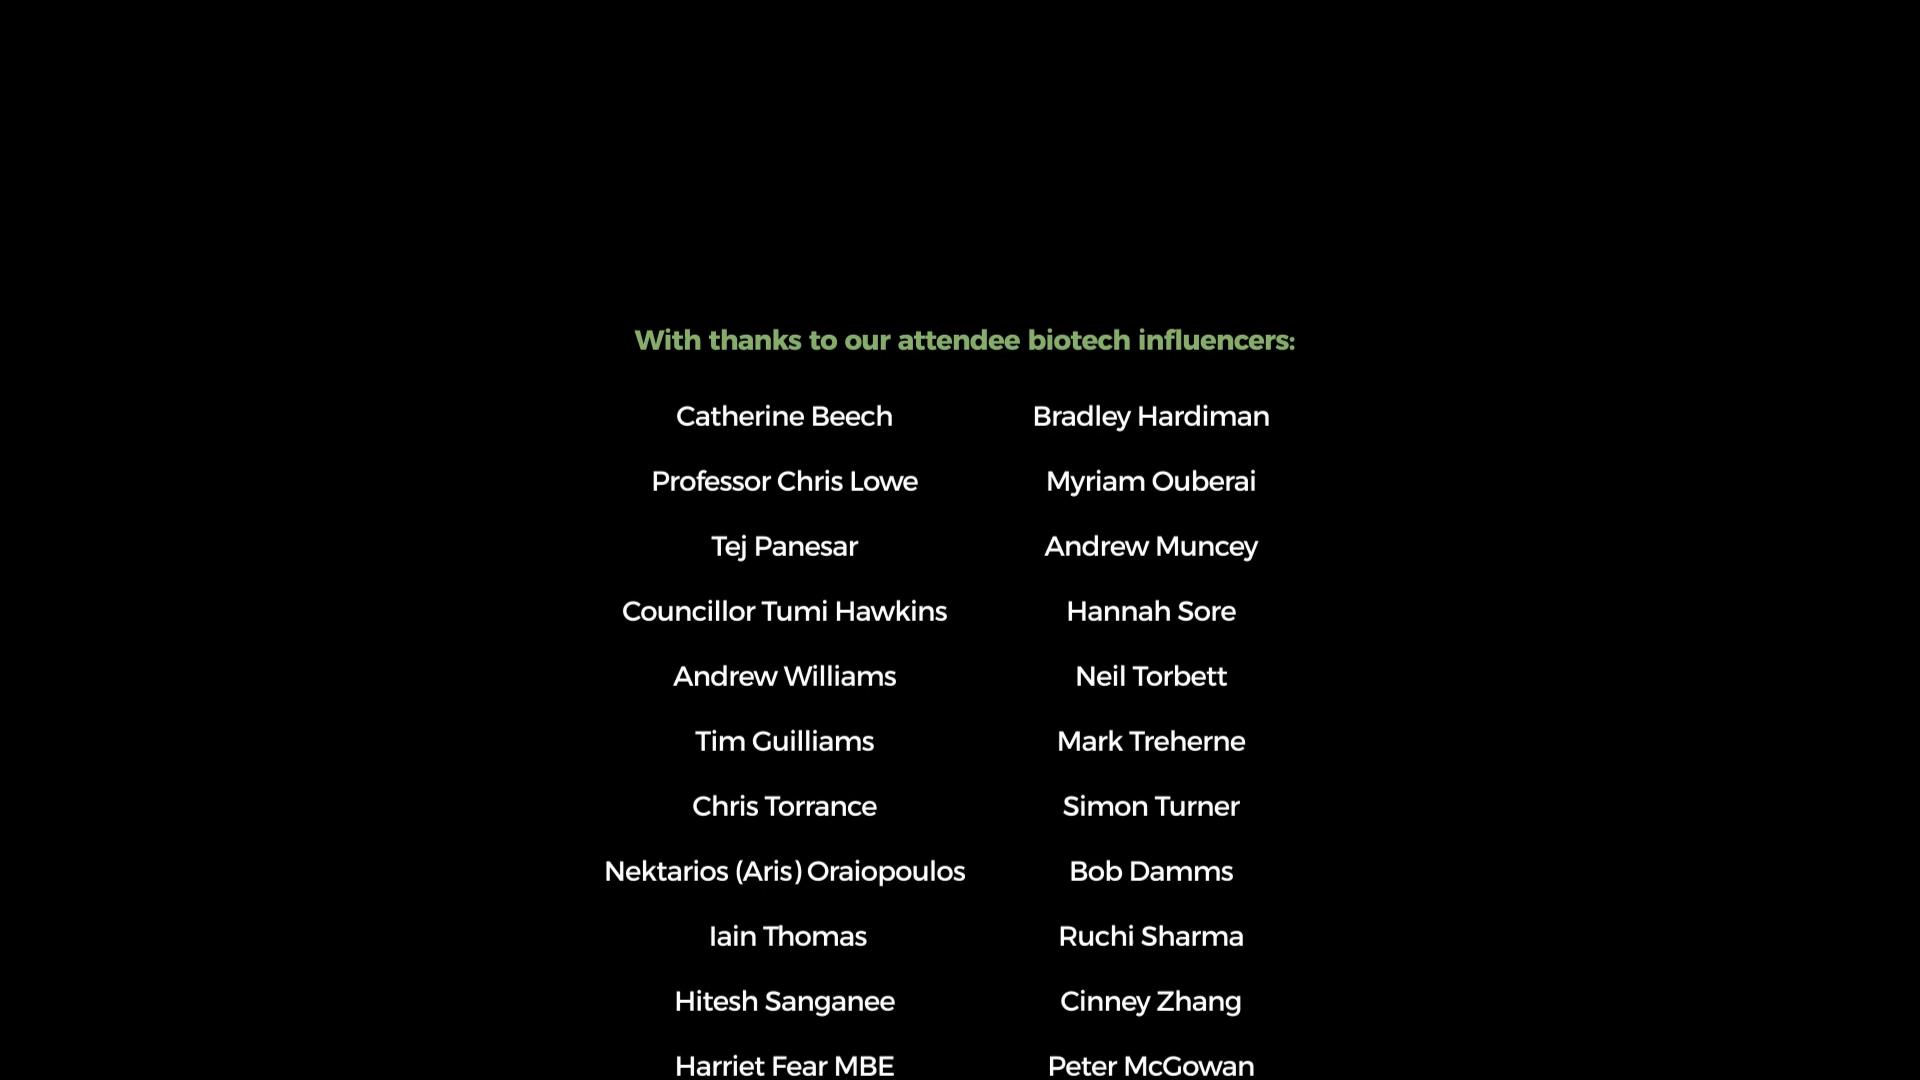 With thanks to our attendee biotech influencers:
Catherine Beech Bradley Hardiman
Professor Chris Lowe Myriam Ouberai
Tej Panesar Andrew Muncey
Councillor Tumi Hawkins Hannah Sore
Andrew Williams Neil Torbett
Tim Guilliams Mark Treherne
Chris Torrance Simon Turner
Nektarios (Aris) Oraiopoulos Bob Damms
Iain Thomas Ruchi Sharma
Hitesh Sanganee Cinney Zhang
Harriet Fear MBE Peter McGowan